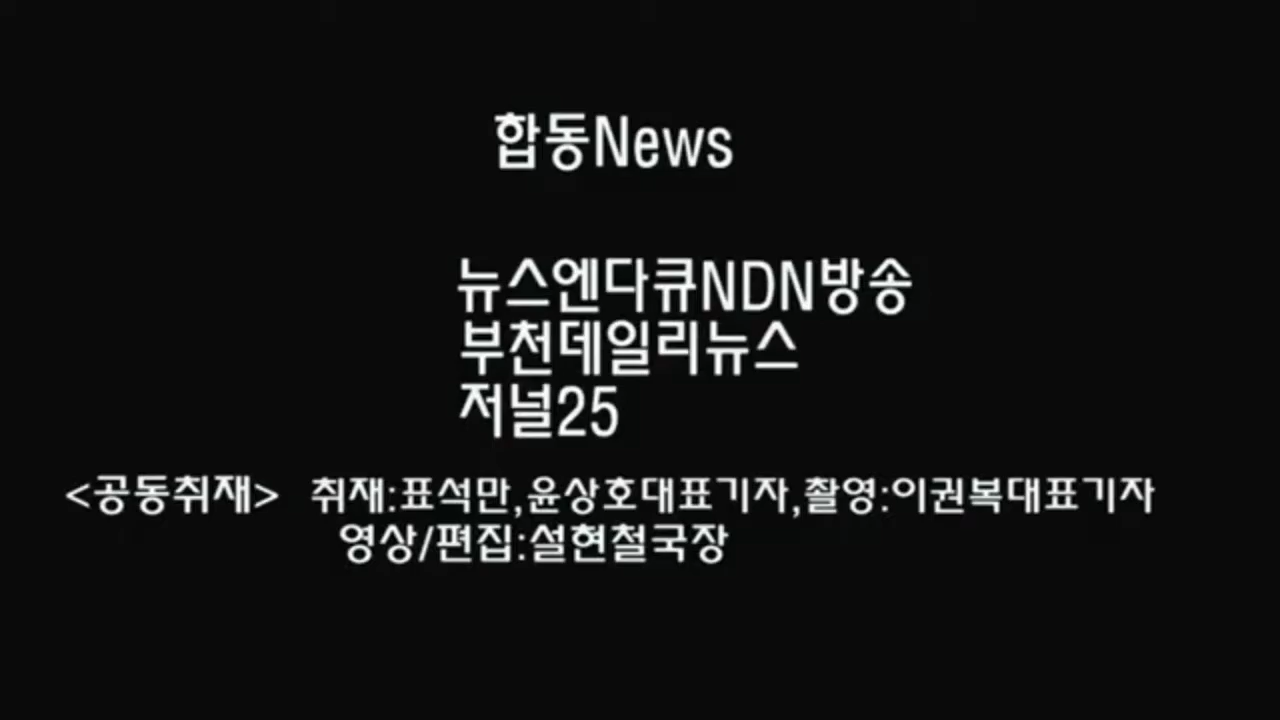 합동News
뉴스엔다큐NDN방송
부천데일리뉴스
저널25
<공동취재> 취재:표석만,윤상호대표기자,촬영:이권복대표기자
영상/편집:설현철국장